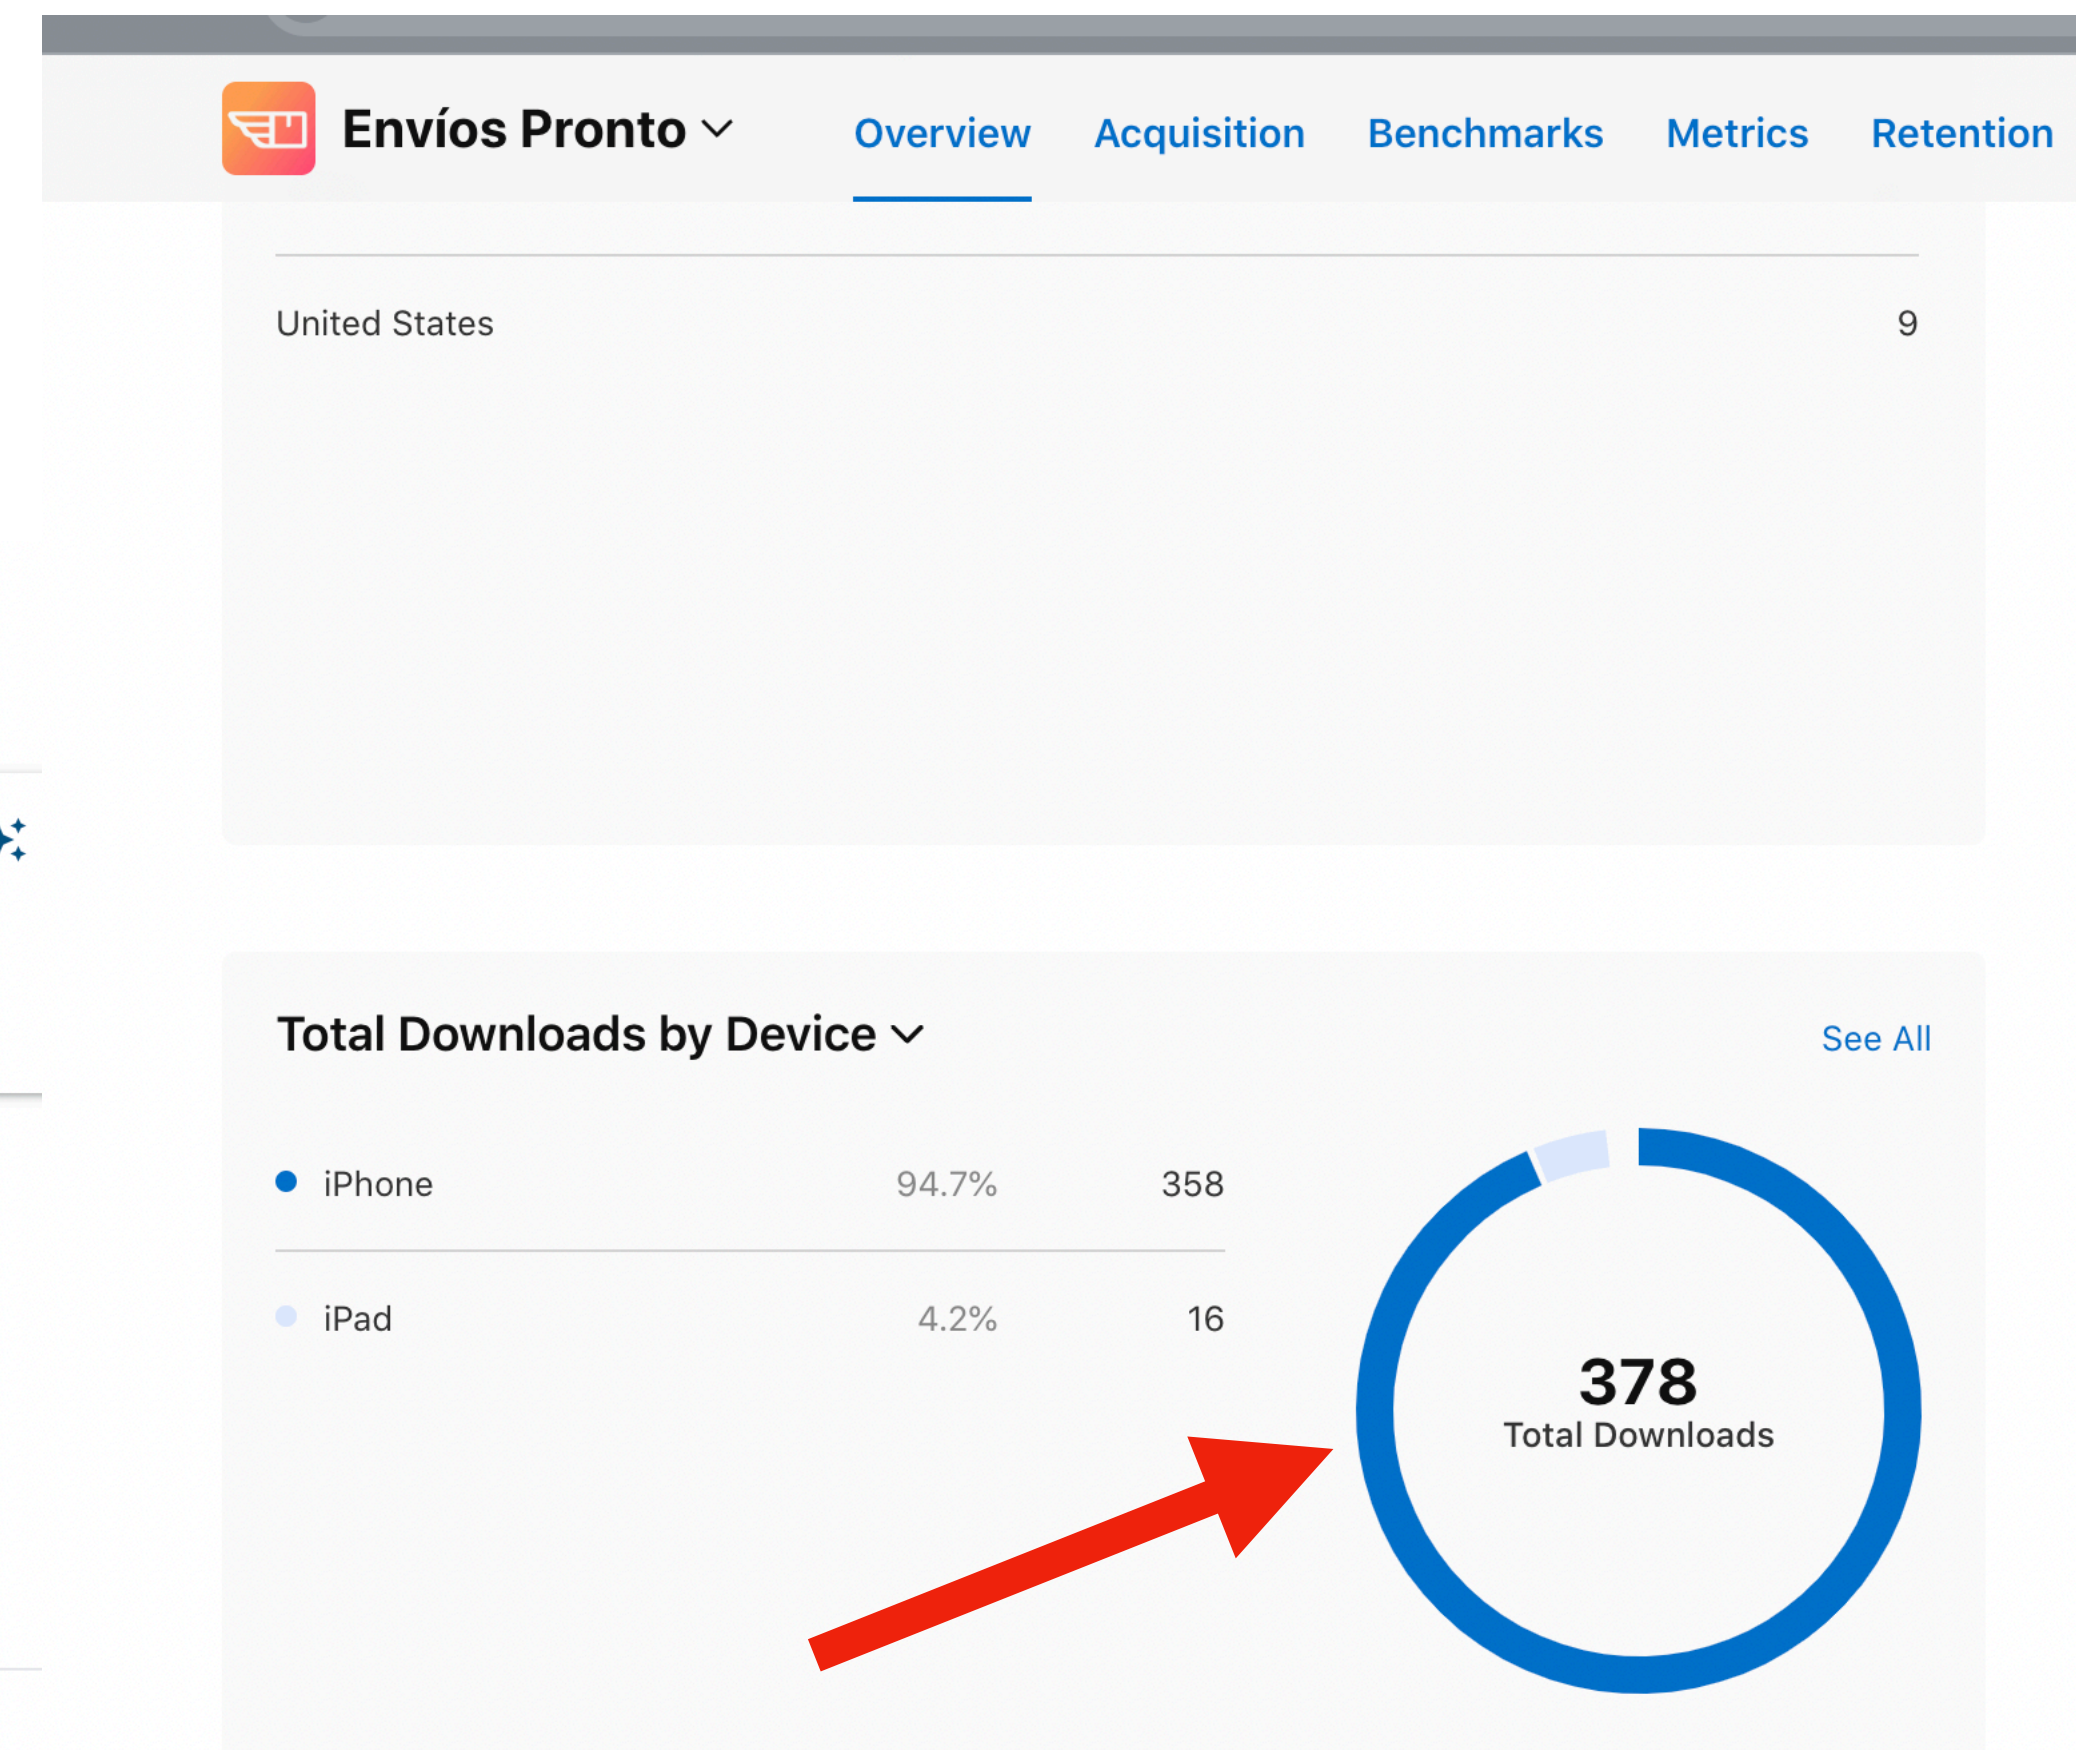 Envíos Pronto Overview Acquisition Benchmarks Metrics Retention
United States 9
Total Downloads by Device See All
iPhone 94.7% 358
iPad 4.2% 16
378
Total Downloads